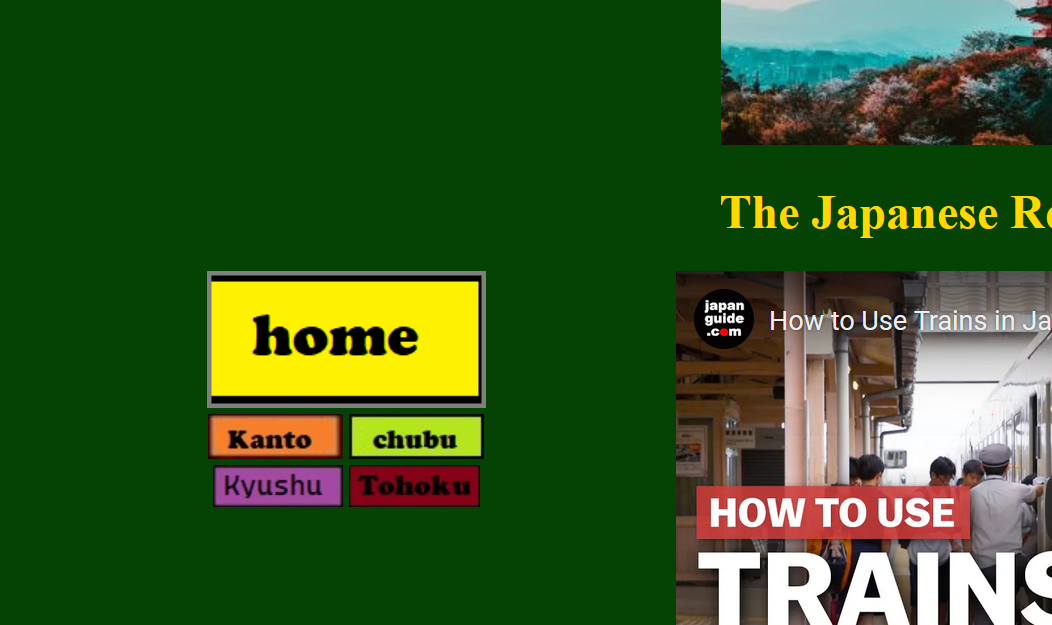 The Japanese R
home
Kanto
chubu
Kyushu
Tohoku
japan
guide
.com
How to Use Trains in Ja
HOW TO USE
TRAINS